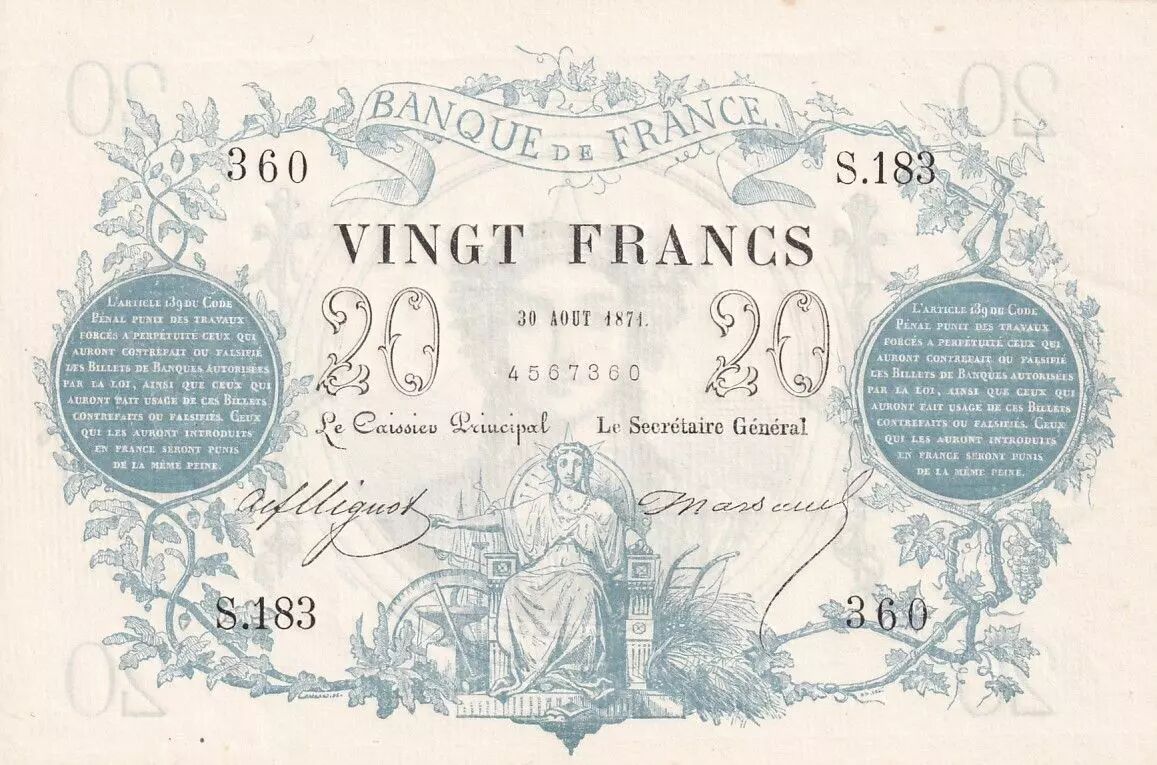 BANQUE DE FRANCE.
360
S.183
VINGT FRANCS
20
30 AOUT 1871.
20
4567360
Le Caissier Principal
Le Secrétaire Général
L'ARTICLE 139 DU CODE
PÉNAL PUNIT DES TRAVAUX
FORCÉS A PERPÉTUITÉ CEUX QUI
AURONT CONTREFAIT OU FALSIFIÉ
LES BILLETS DE BANQUES AUTORISÉES
PAR LA LOI, AINSI QUE CEUX QUI
AURONT FAIT USAGE DE CES BILLETS
CONTREFAITS OU FALSIFIÉS. CEUX
QUI LES AURONT INTRODUITS
EN FRANCE SERONT PUNIS
DE LA MÊME PEINE.
L'ARTICLE 139 DU CODE
PÉNAL PUNIT DES TRAVAUX
FORCÉS A PERPÉTUITÉ CEUX QUI
AURONT CONTREFAIT OU FALSIFIÉ
LES BILLETS DE BANQUES AUTORISÉES
PAR LA LOI, AINSI QUE CEUX QUI
AURONT FAIT USAGE DE CES BILLETS
CONTREFAITS OU FALSIFIÉS. CEUX
QUI LES AURONT INTRODUITS
EN FRANCE SERONT PUNIS
DE LA MÊME PEINE.
S.183
360